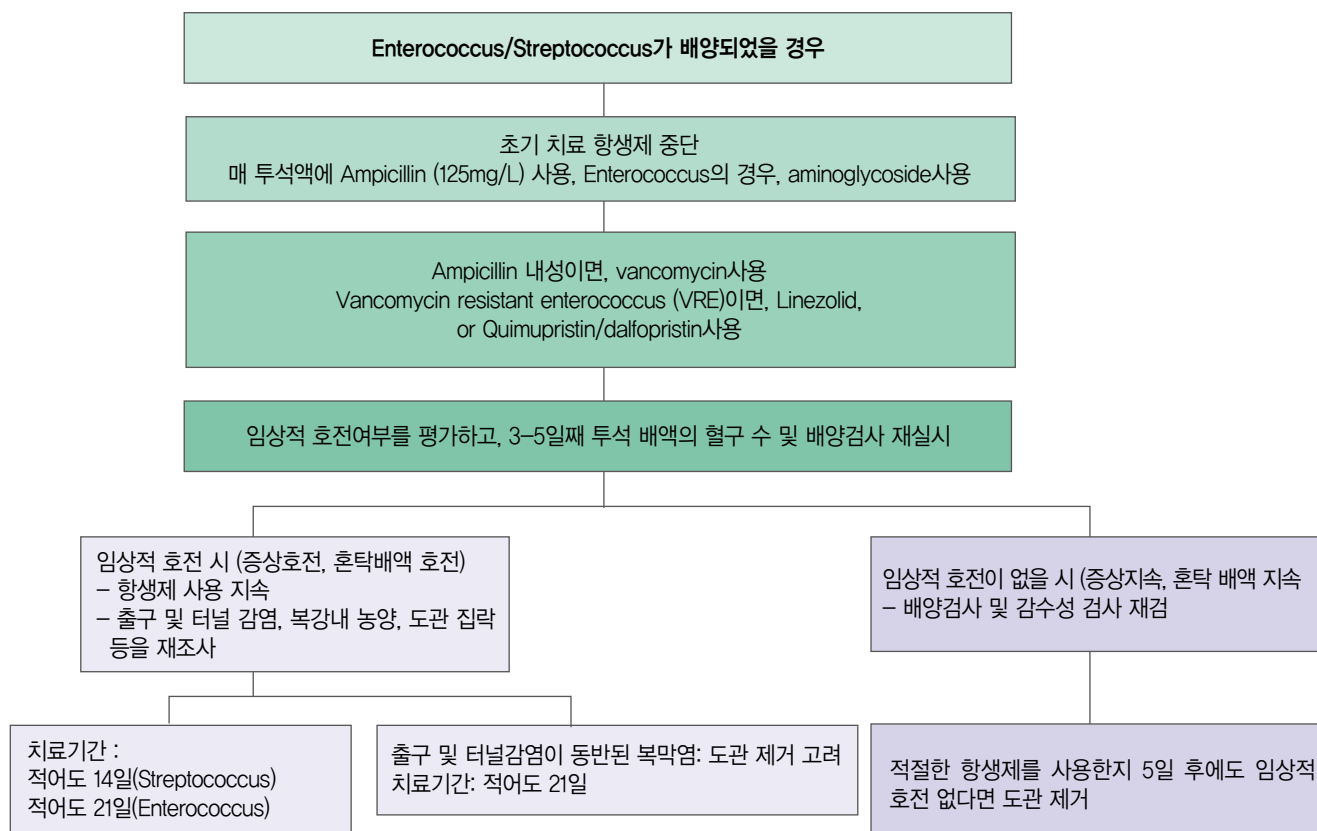 Enterococcus/Streptococcus가 배양되었을 경우
초기 치료 항생제 중단
매 투석액에 Ampicillin (125mg/L) 사용, Enterococcus의 경우, aminoglycoside사용
Ampicillin 내성이면, vancomycin사용
Vancomycin resistant enterococcus (VRE)이면, Linezolid,
or Quimupristin/dalfopristin사용
임상적 호전여부를 평가하고, 3-5일째 투석 배액의 혈구 수 및 배양검사 재실시
임상적 호전 시 (증상호전, 혼탁배액 호전)
- 항생제 사용 지속
- 출구 및 터널 감염, 복강내 농양, 도관 집락
등을 재조사
임상적 호전이 없을 시 (증상지속, 혼탁 배액 지속
- 배양검사 및 감수성 검사 재검
치료기간 :
적어도 14일(Streptococcus)
적어도 21일(Enterococcus)
출구 및 터널감염이 동반된 복막염: 도관 제거 고려
치료기간: 적어도 21일
적절한 항생제를 사용한지 5일 후에도 임상적
호전 없다면 도관 제거